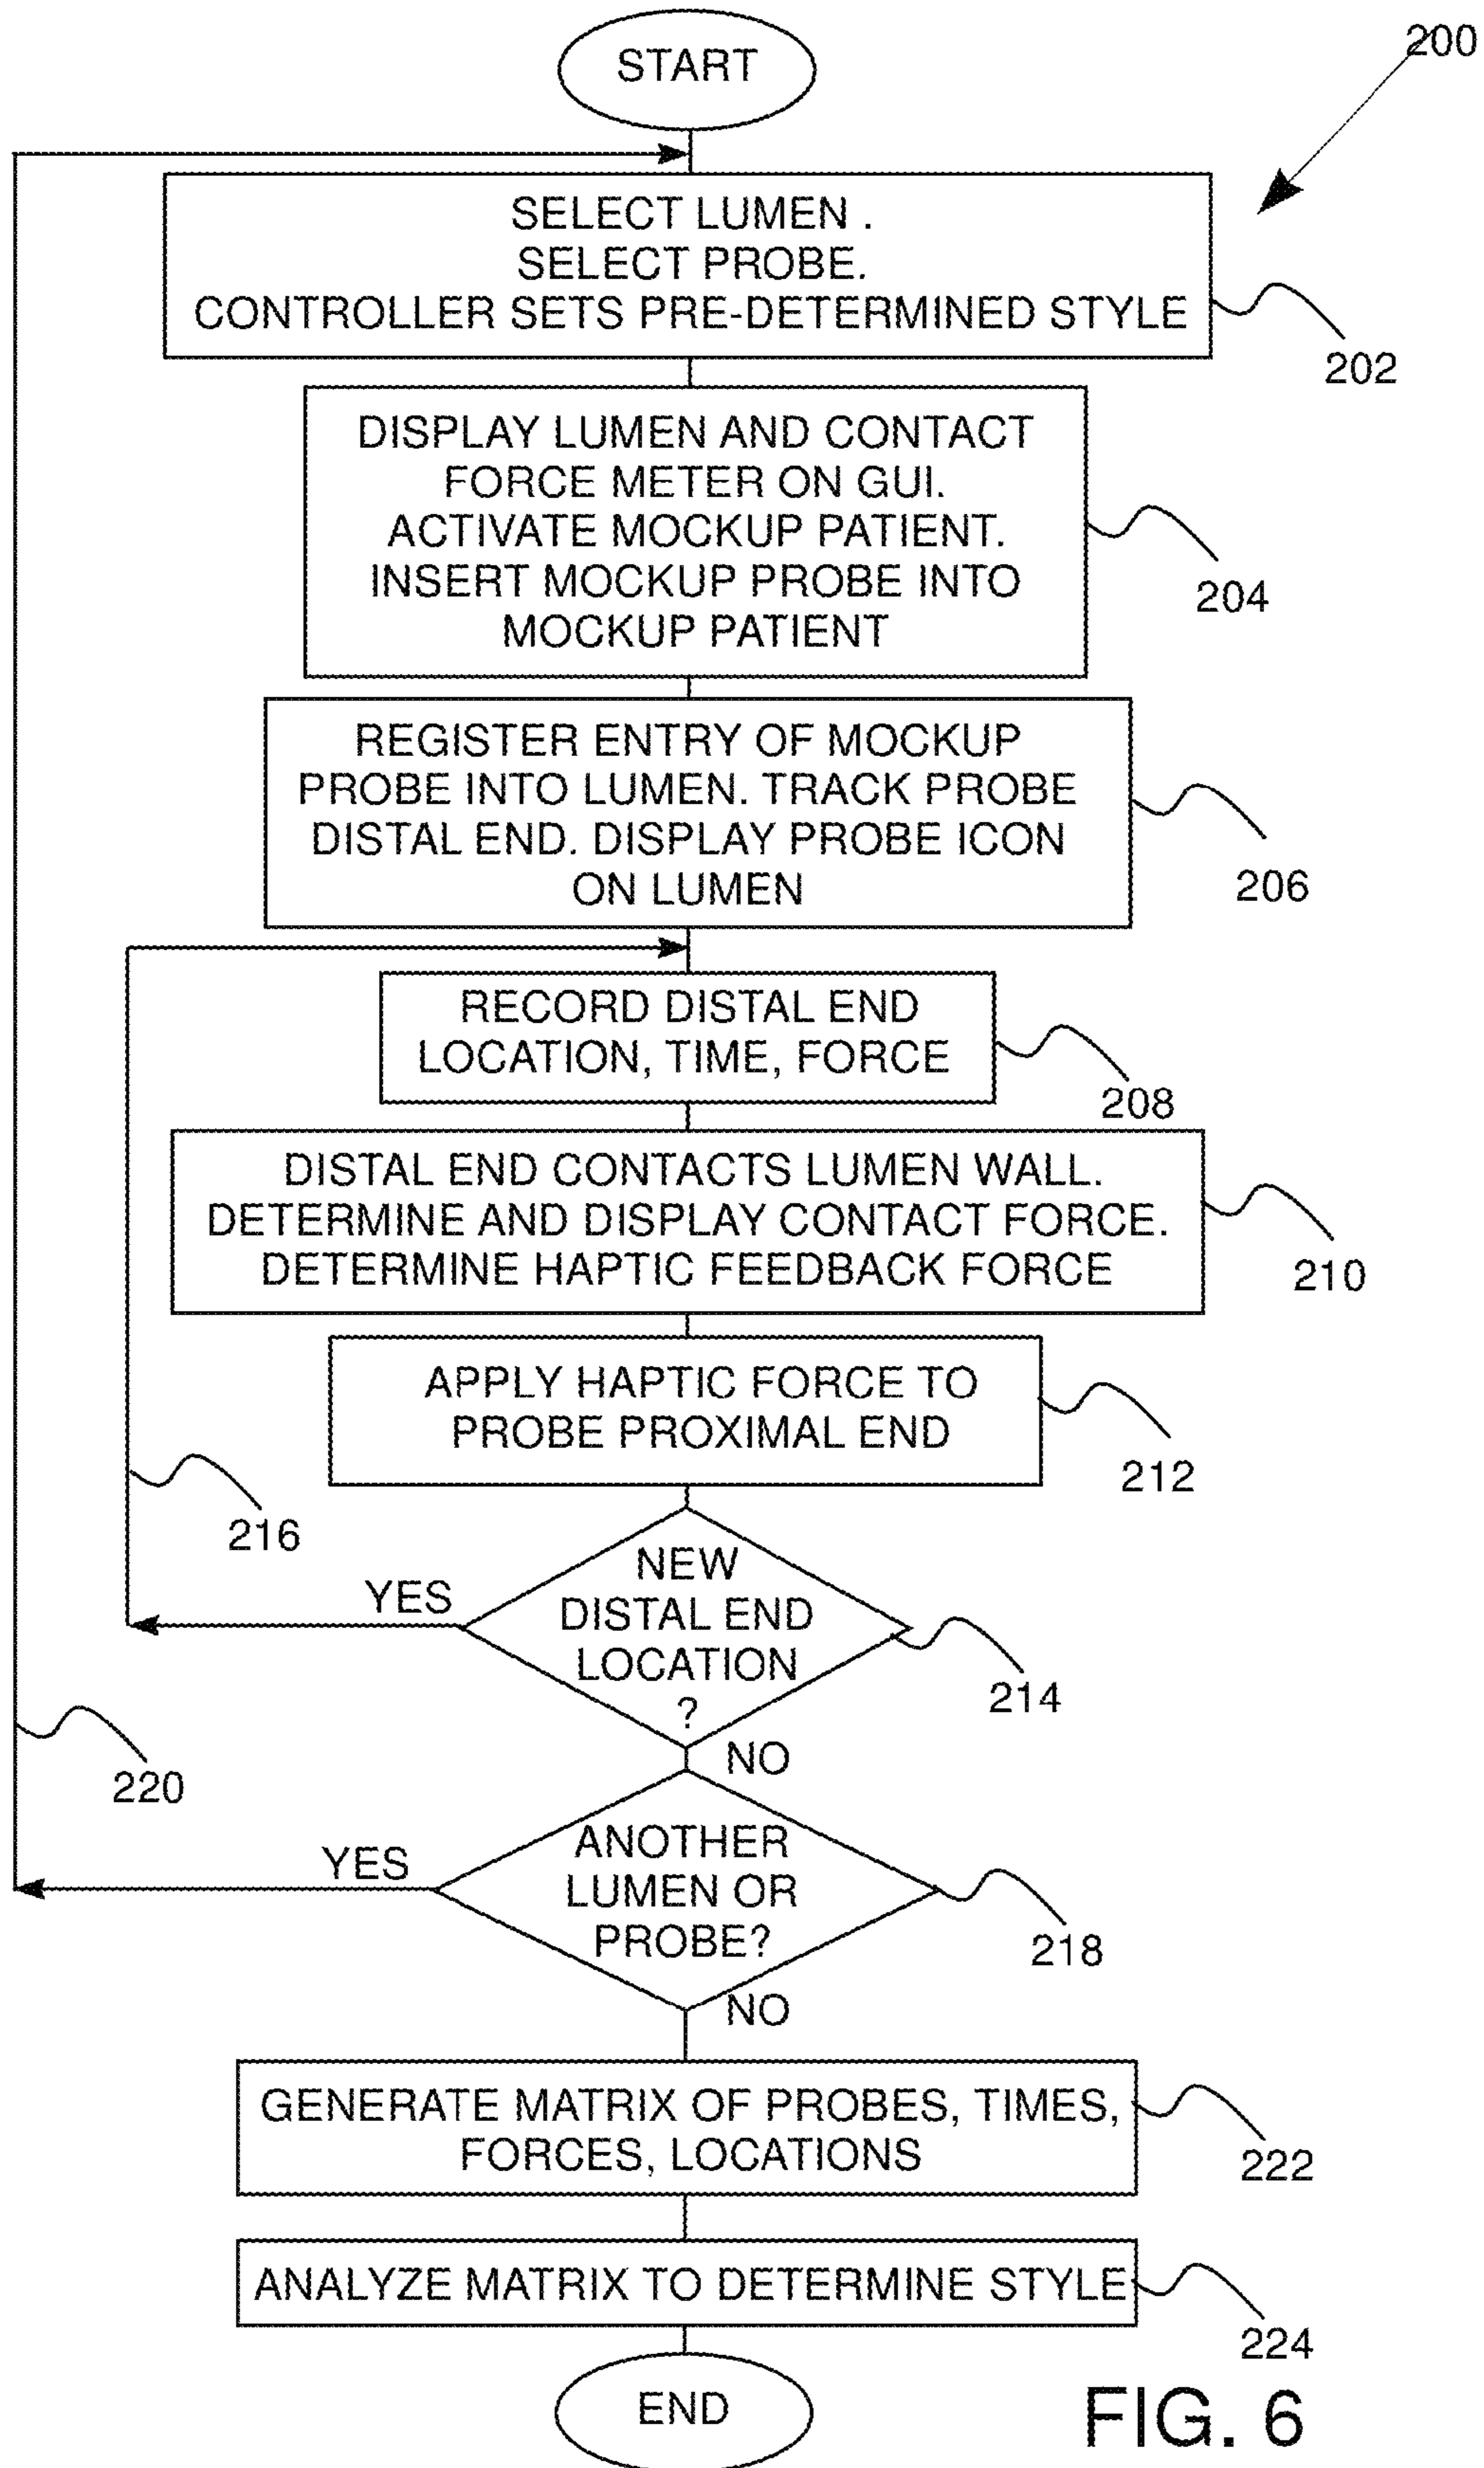 START
200
SELECT LUMEN .
SELECT PROBE.
CONTROLLER SETS PRE-DETERMINED STYLE
202
DISPLAY LUMEN AND CONTACT
FORCE METER ON GUI.
ACTIVATE MOCKUP PATIENT.
INSERT MOCKUP PROBE INTO
MOCKUP PATIENT
204
REGISTER ENTRY OF MOCKUP
PROBE INTO LUMEN. TRACK PROBE
DISTAL END. DISPLAY PROBE ICON
ON LUMEN
206
RECORD DISTAL END
LOCATION, TIME, FORCE
208
DISTAL END CONTACTS LUMEN WALL.
DETERMINE AND DISPLAY CONTACT FORCE.
DETERMINE HAPTIC FEEDBACK FORCE
210
APPLY HAPTIC FORCE TO
PROBE PROXIMAL END
212
216
YES
NEW
DISTAL END
LOCATION
?
214
NO
220
YES
ANOTHER
LUMEN OR
PROBE?
218
NO
GENERATE MATRIX OF PROBES, TIMES,
FORCES, LOCATIONS
222
ANALYZE MATRIX TO DETERMINE STYLE
224
END
FIG. 6